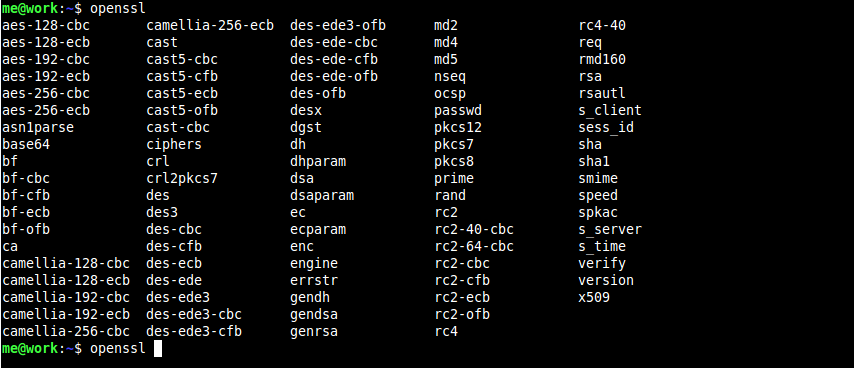 me@work:~$ openssl
aes-128-cbc camellia-256-ecb des-ede3-ofb md2 rc4-40
aes-128-ecb cast des-ede-cbc md4 req
aes-192-cbc cast5-cbc des-ede-cfb md5 rmd160
aes-192-ecb cast5-cfb des-ede-ofb nseq rsa
aes-256-cbc cast5-ecb des-ofb ocsp rsautl
aes-256-ecb cast5-ofb desx passwd s_client
asn1parse cast-cbc dgst pkcs12 sess_id
base64 ciphers dh pkcs7 sha
bf crl dhparam pkcs8 sha1
bf-cbc crl2pkcs7 dsa prime smime
bf-cfb des dsaparam rand speed
bf-ecb des3 ec rc2 spkac
bf-ofb des-cbc ecparam rc2-40-cbc s_server
ca des-cfb enc rc2-64-cbc s_time
camellia-128-cbc des-ecb engine rc2-cbc verify
camellia-128-ecb des-ede errstr rc2-cfb version
camellia-192-cbc des-ede3 gendh rc2-ecb x509
camellia-192-ecb des-ede3-cbc gendsa rc2-ofb
camellia-256-cbc des-ede3-cfb genrsa rc4
me@work:~$ openssl